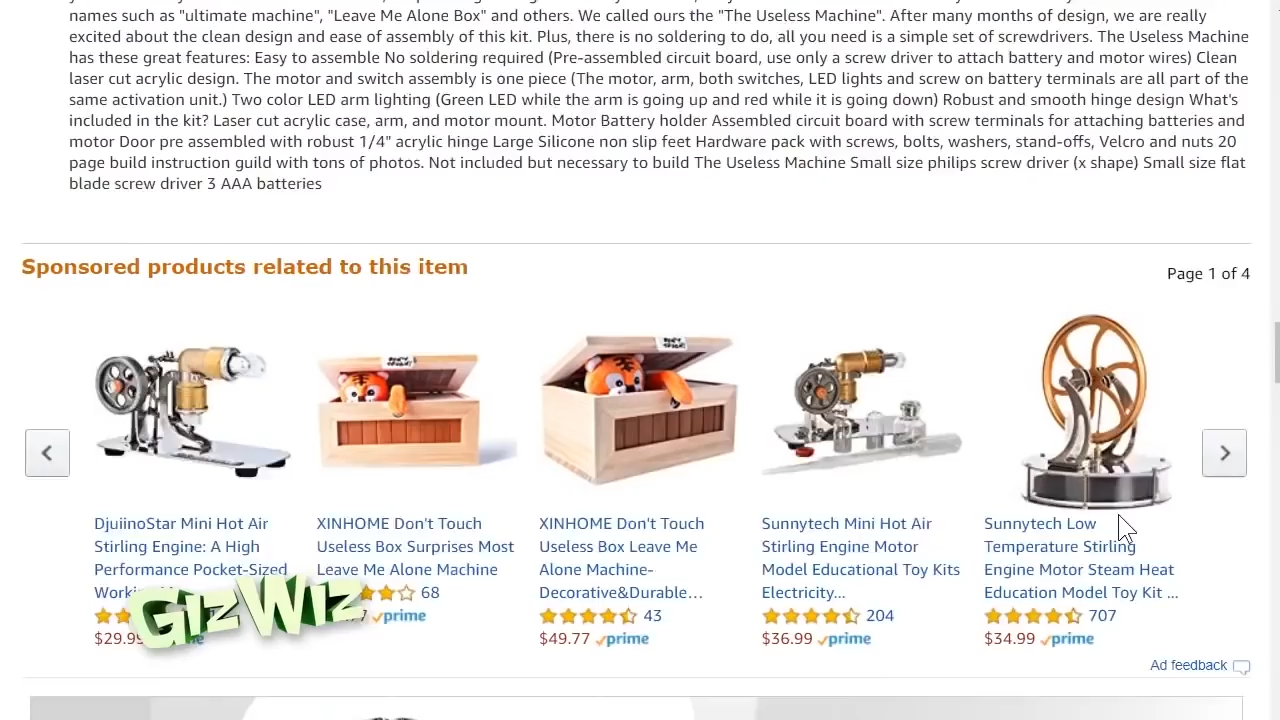 names such as "ultimate machine", "Leave Me Alone Box" and others. We called ours the "The Useless Machine". After many months of design, we are really
excited about the clean design and ease of assembly of this kit. Plus, there is no soldering to do, all you need is a simple set of screwdrivers. The Useless Machine
has these great features: Easy to assemble No soldering required (Pre-assembled circuit board, use only a screw driver to attach battery and motor wires) Clean
laser cut acrylic design. The motor and switch assembly is one piece (The motor, arm, both switches, LED lights and screw on battery terminals are all part of the
same activation unit.) Two color LED arm lighting (Green LED while the arm is going up and red while it is going down) Robust and smooth hinge design What's
included in the kit? Laser cut acrylic case, arm, and motor mount. Motor Battery holder Assembled circuit board with screw terminals for attaching batteries and
motor Door pre assembled with robust 1/4" acrylic hinge Large Silicone non slip feet Hardware pack with screws, bolts, washers, stand-offs, Velcro and nuts 20
page build instruction guild with tons of photos. Not included but necessary to build The Useless Machine Small size philips screw driver (x shape) Small size flat
blade screw driver 3 AAA batteries
Sponsored products related to this item
Page 1 of 4
DON'T TOUCH!
DjuiinoStar Mini Hot Air
Stirling Engine: A High
Performance Pocket-Sized
$29.99
XINHOME Don't Touch
Useless Box Surprises Most
Leave Me Alone Machine
68
prime
XINHOME Don't Touch
Useless Box Leave Me
Alone Machine-
Decorative&Durable...
43
$49.77 prime
Sunnytech Mini Hot Air
Stirling Engine Motor
Model Educational Toy Kits
Electricity...
204
$36.99 prime
Sunnytech Low
Temperature Stirling
Engine Motor Steam Heat
Education Model Toy Kit ...
707
$34.99 prime
GizWiz
Ad feedback